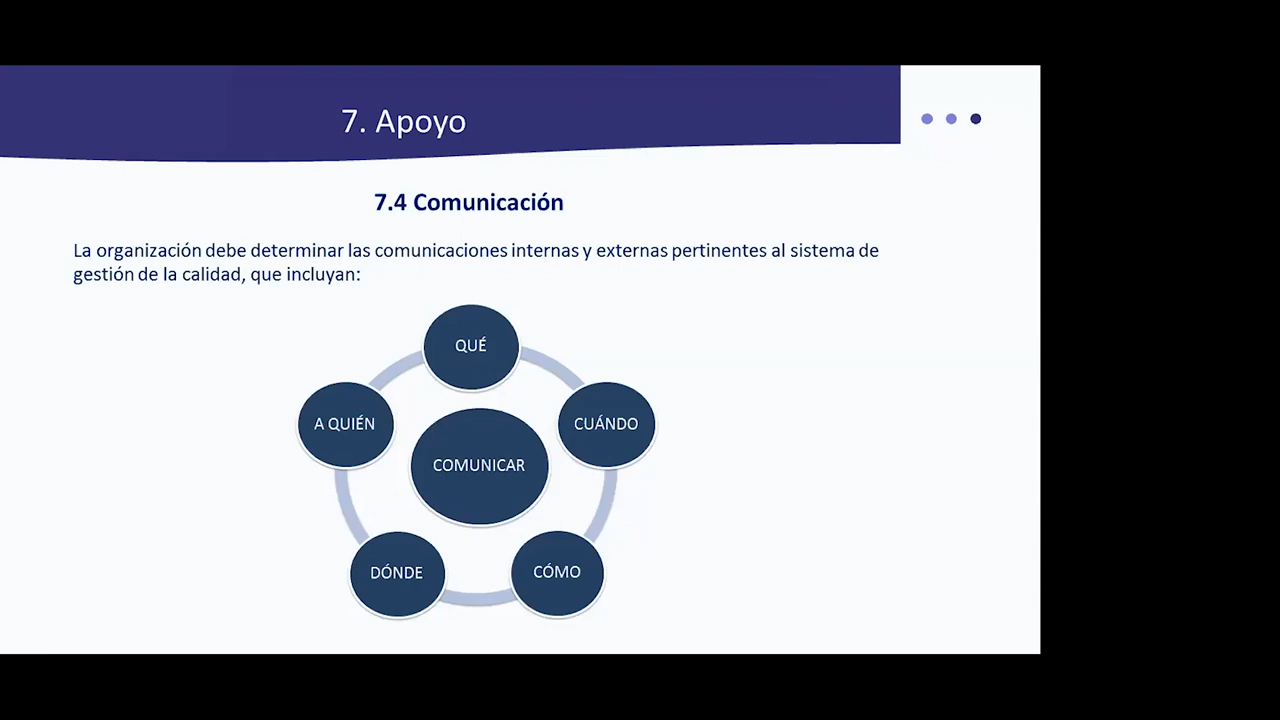 7. Apoyo
7.4 Comunicación
La organización debe determinar las comunicaciones internas y externas pertinentes al sistema de
gestión de la calidad, que incluyan:
QUÉ
A QUIÉN
CUÁNDO
COMUNICAR
DÓNDE
CÓMO